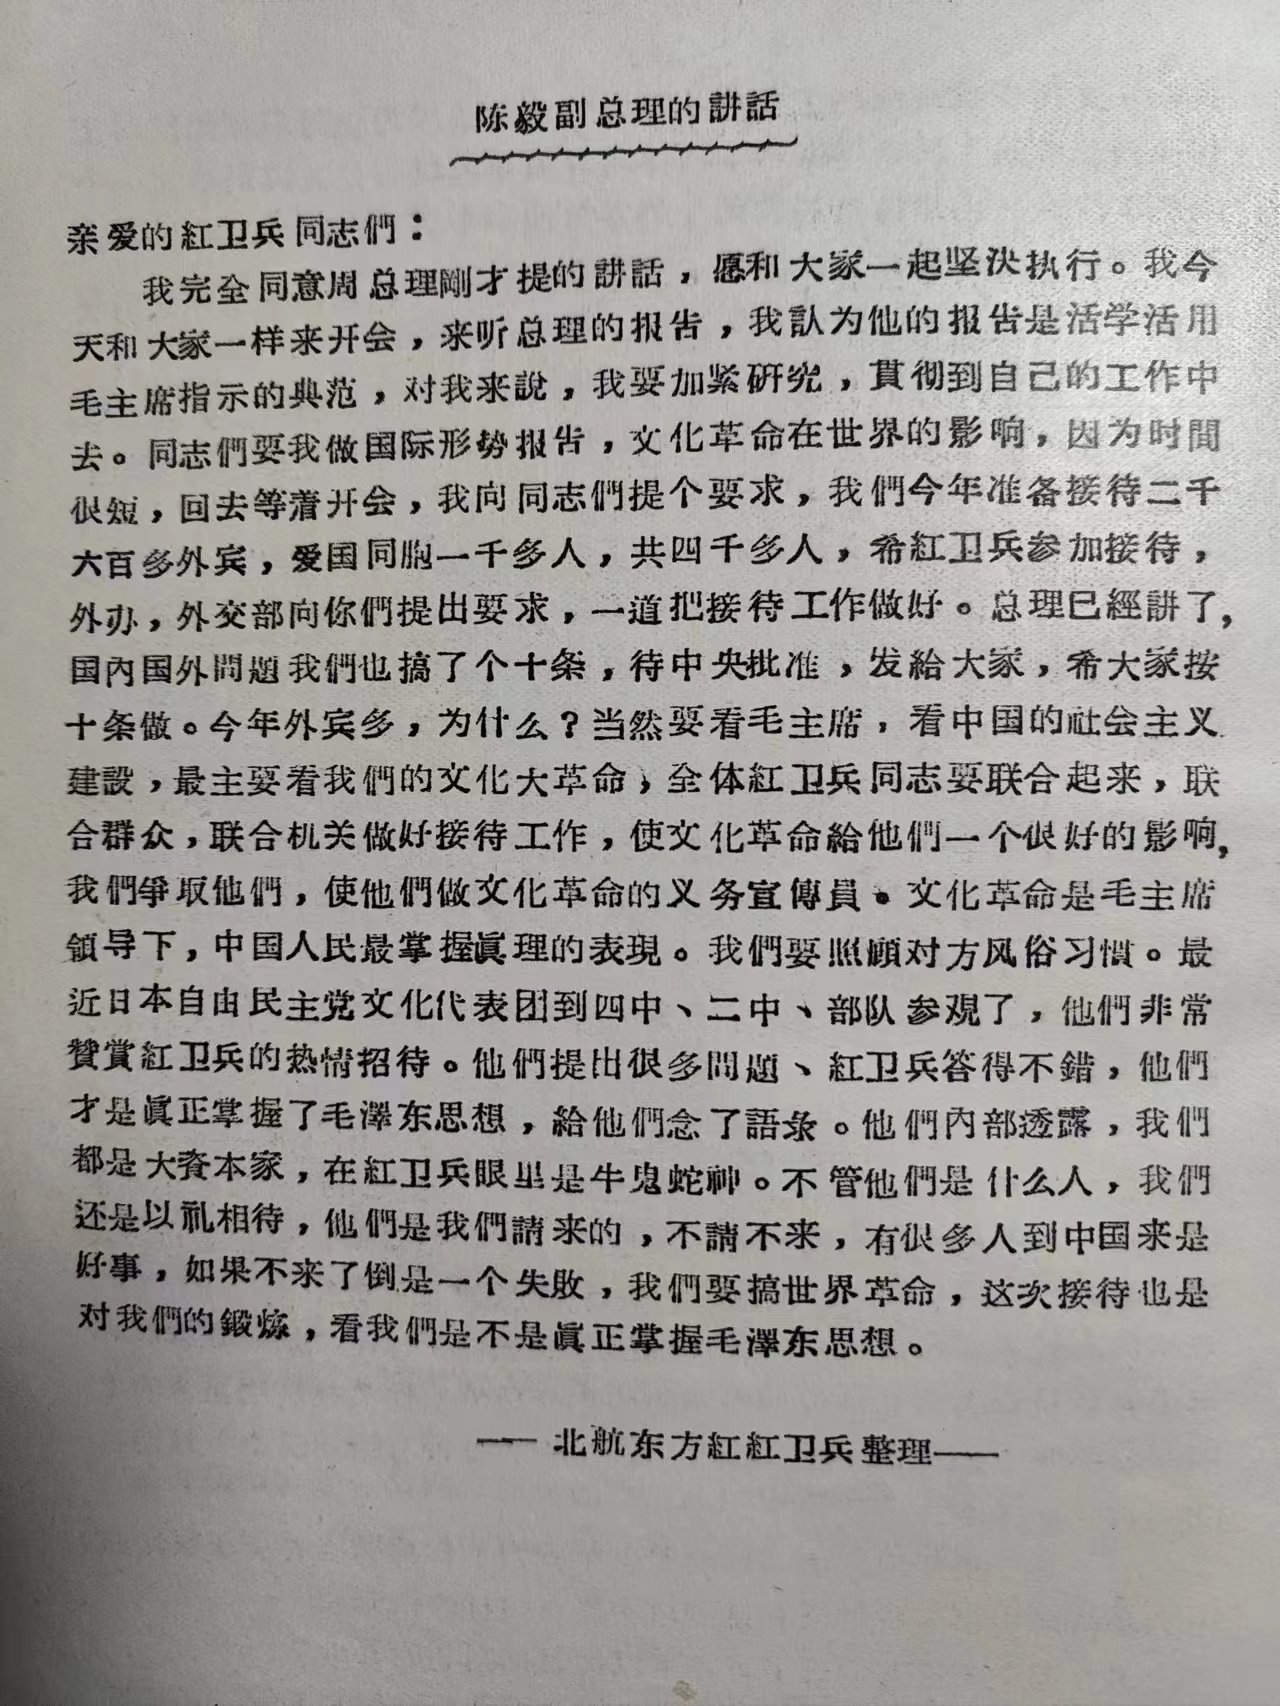 陈毅副总理的講話
亲爱的紅卫兵同志們：
我完全同意周总理剛才提的講話，愿和大家一起坚决执行。我今
天和大家一样来开会，来听总理的报告，我認为他的报告是活学活用
毛主席指示的典范，对我来說，我要加紧研究，貫彻到自己的工作中
去。同志們要我做国际形势报告，文化革命在世界的影响，因为时間
很短，回去等着开会，我向同志們提个要求，我們今年准备接待二千
六百多外宾，爱国同胞一千多人，共四千多人，希紅卫兵参加接待，
外办，外交部向你們提出要求，一道把接待工作做好。总理已經講了，
国內国外問題我們也搞了个十条，待中央批准，发給大家，希大家按
十条做。今年外宾多，为什么？当然要看毛主席，看中国的社会主义
建設，最主要看我們的文化大革命，全体紅卫兵同志要联合起来，联
合群众，联合机关做好接待工作，使文化革命給他們一个很好的影响，
我們爭取他們，使他們做文化革命的义务宣傳員。文化革命是毛主席
領导下，中国人民最掌握眞理的表現。我們要照顧对方风俗习慣。最
近日本自由民主党文化代表团到四中、二中、部队参观了，他們非常
贊賞紅卫兵的热情招待。他們提出很多問題、紅卫兵答得不錯，他們
才是眞正掌握了毛澤东思想，給他們念了語彔。他們內部透露，我們
都是大資本家，在紅卫兵眼里是牛鬼蛇神。不管他們是什么人，我們
还是以礼相待，他們是我們請来的，不請不来，有很多人到中国来是
好事，如果不来了倒是一个失敗，我們要搞世界革命，这次接待也是
对我們的鍛炼，看我們是不是眞正掌握毛澤东思想。
——北航东方紅紅卫兵整理——